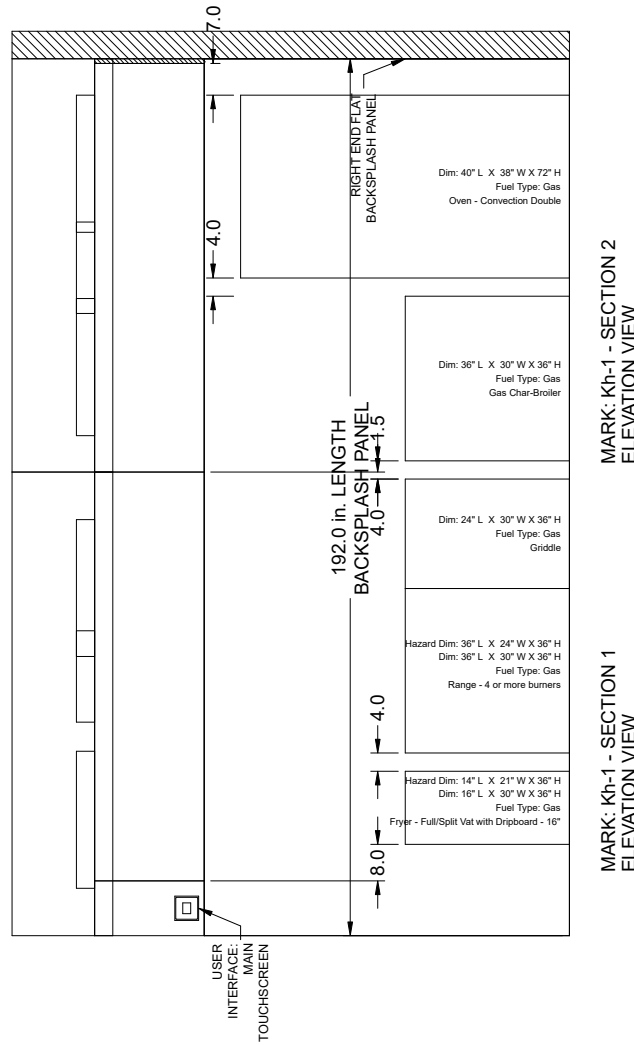 7.0
RIGHT END FLAT
BACKSPLASH PANEL
Dim: 40" L X 38" W X 72" H
Fuel Type: Gas
Oven - Convection Double
4.0
Dim: 36" L X 30" W X 36" H
Fuel Type: Gas
Gas Char-Broiler
MARK: Kh-1 - SECTION 2
ELEVATION VIEW
192.0 in. LENGTH
BACKSPLASH PANEL
1.5
4.0
Dim: 24" L X 30" W X 36" H
Fuel Type: Gas
Griddle
Hazard Dim: 36" L X 24" W X 36" H
Dim: 36" L X 30" W X 36" H
Fuel Type: Gas
Range - 4 or more burners
4.0
Hazard Dim: 14" L X 21" W X 36" H
Dim: 16" L X 30" W X 36" H
Fuel Type: Gas
Fryer - Full/Split Vat with Dripboard - 16"
8.0
MARK: Kh-1 - SECTION 1
ELEVATION VIEW
USER
INTERFACE:
MAIN
TOUCHSCREEN